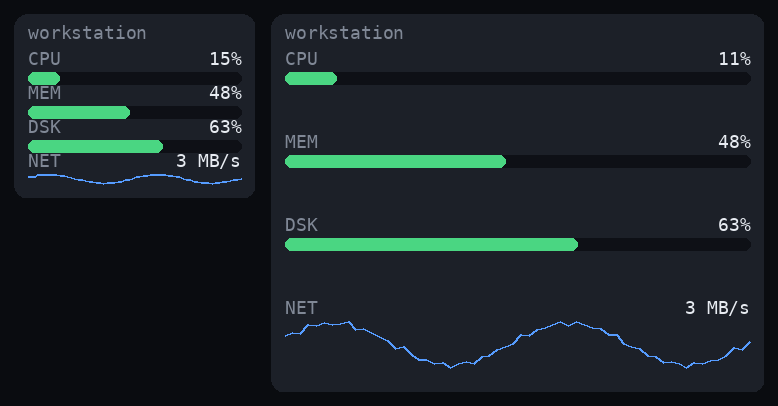 workstation
CPU 15%
MEM 48%
DSK 63%
NET 3 MB/s
workstation
CPU 11%
MEM 48%
DSK 63%
NET 3 MB/s